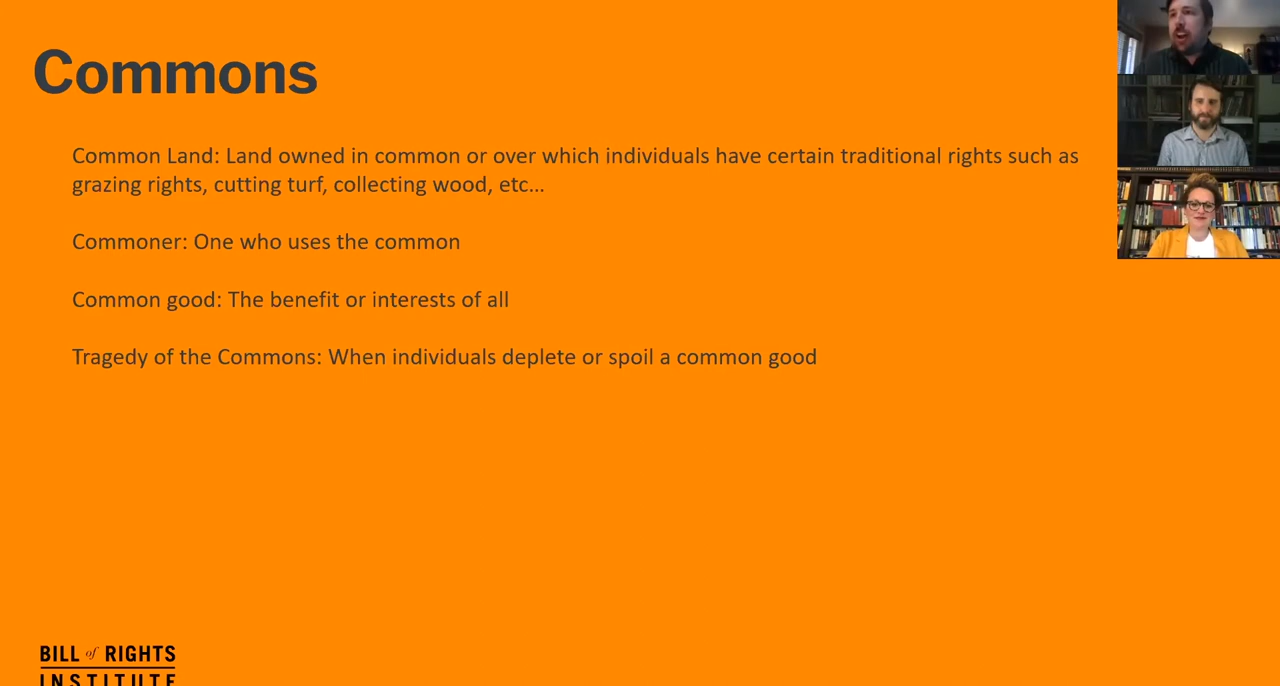 Commons
Common Land: Land owned in common or over which individuals have certain traditional rights such as
grazing rights, cutting turf, collecting wood, etc...
Commoner: One who uses the common
Common good: The benefit or interests of all
Tragedy of the Commons: When individuals deplete or spoil a common good
BILL of RIGHTS
INSTITUTE